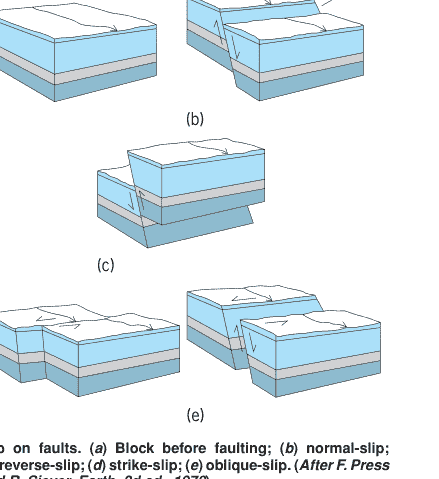 (b)
(c)
(e)
on faults. (a) Block before faulting; (b) normal-slip;
reverse-slip; (d) strike-slip; (e) oblique-slip. (After F. Press